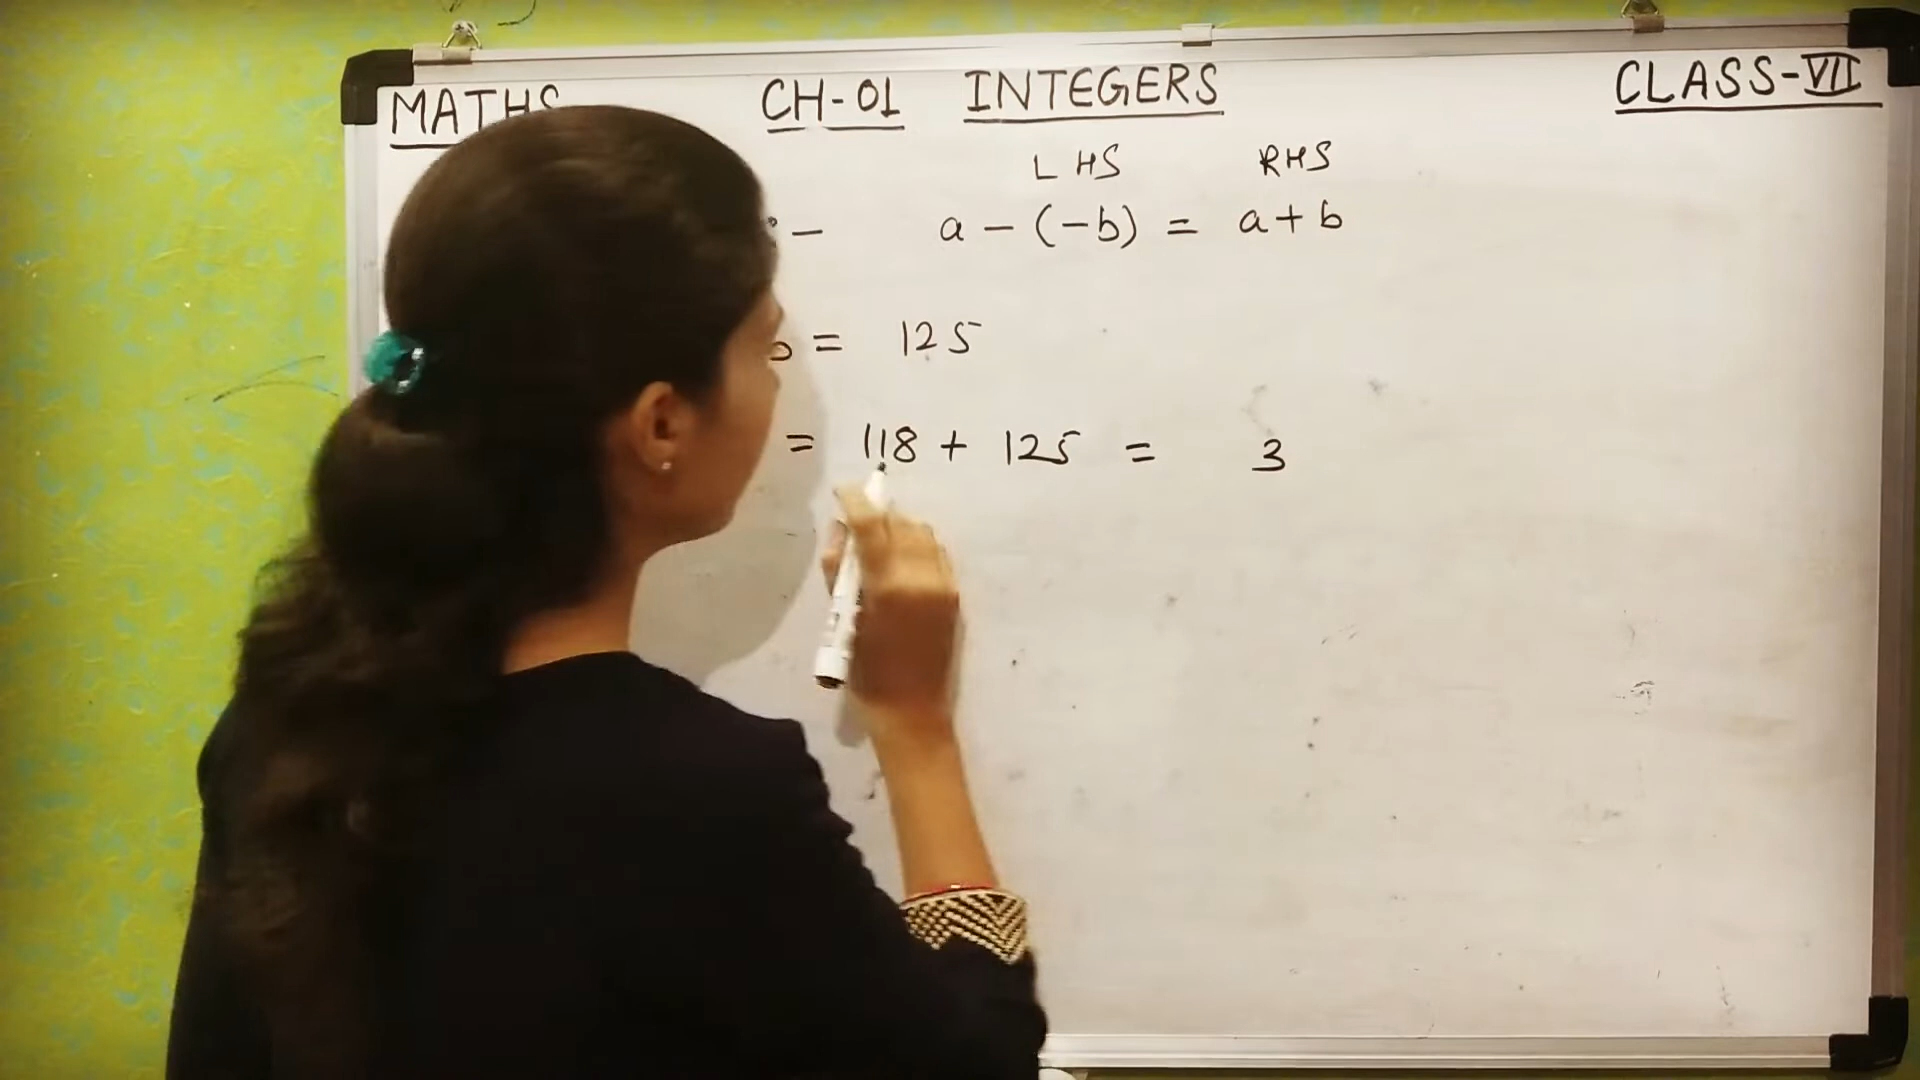 MATHS CH-01 INTEGERS CLASS-VII
LHS RHS
:- a - (-b) = a + b
b = 125
= 118 + 125 = 3